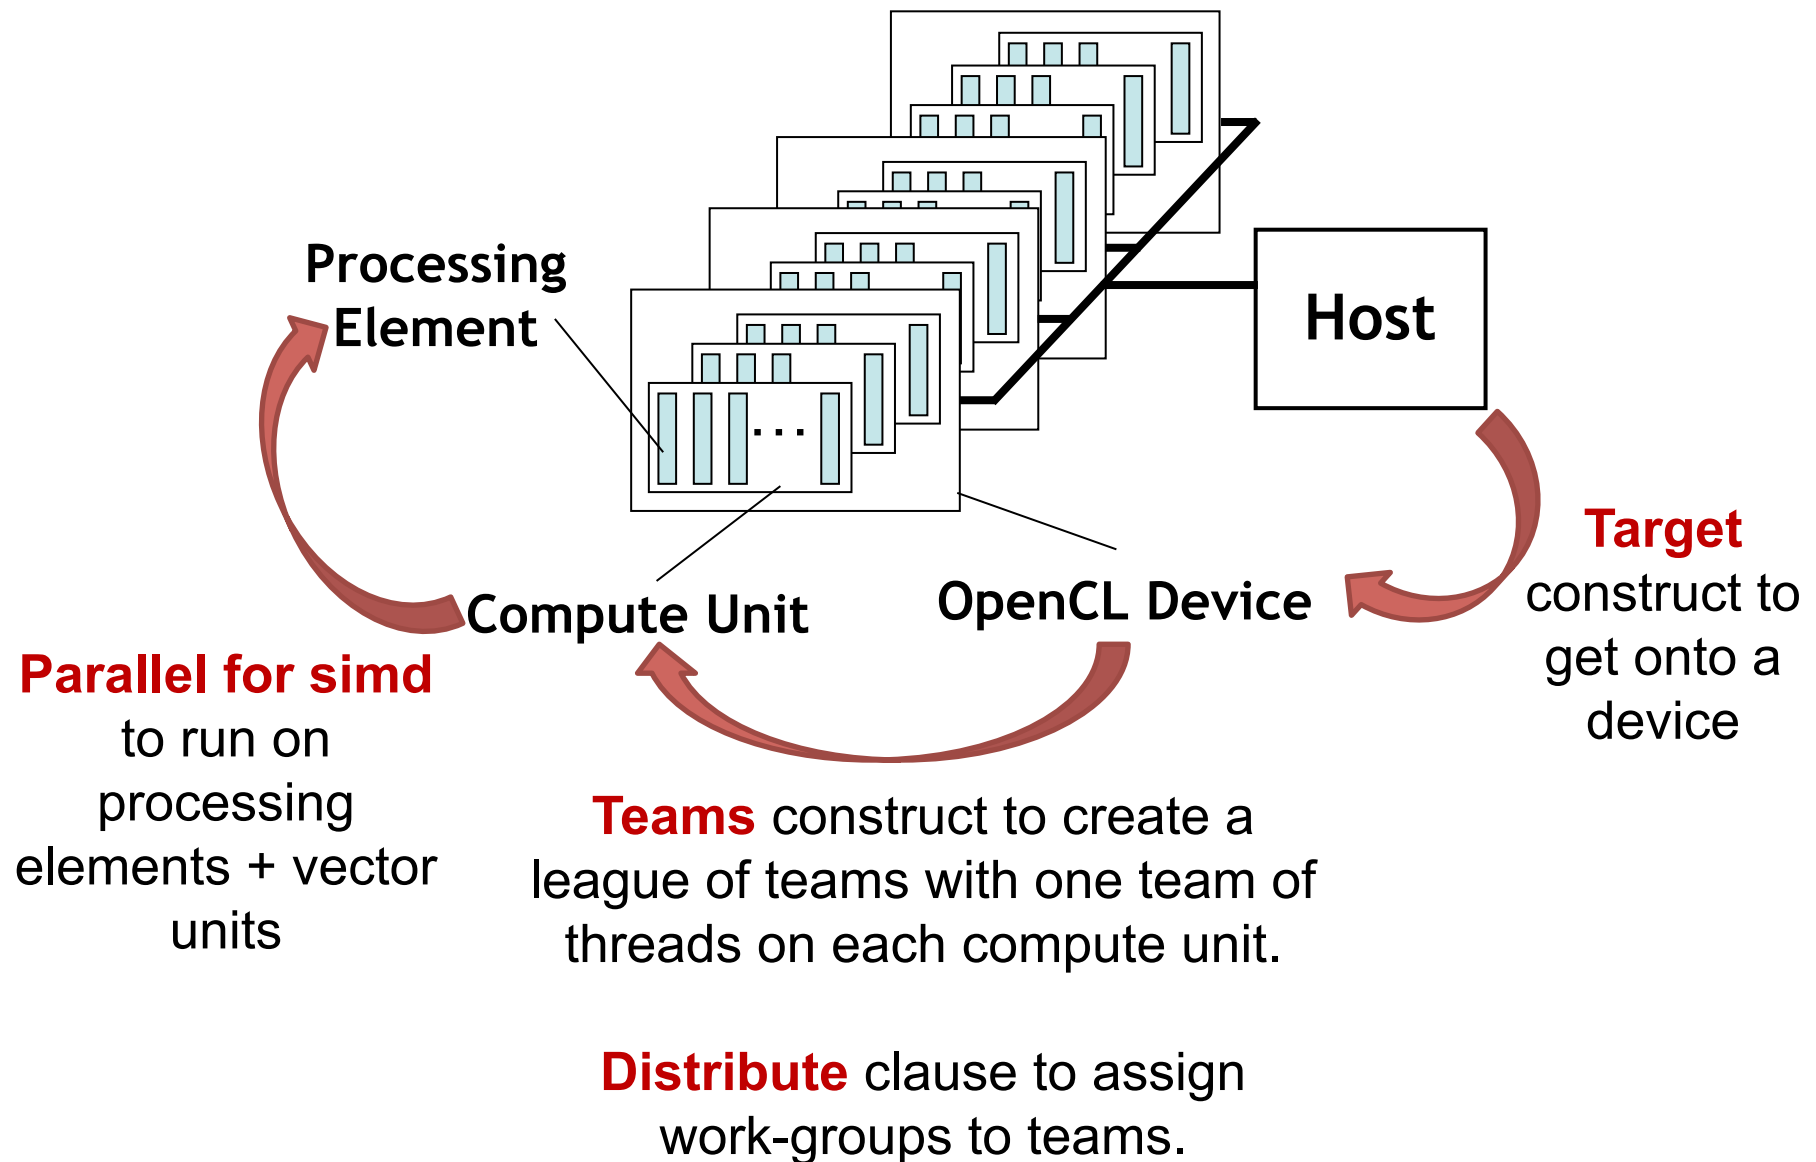 Processing
Element
Host
...
Compute Unit
OpenCL Device
Target
construct to
get onto a
device
Parallel for simd
to run on
processing
elements + vector
units
Teams construct to create a
league of teams with one team of
threads on each compute unit.
Distribute clause to assign
work-groups to teams.